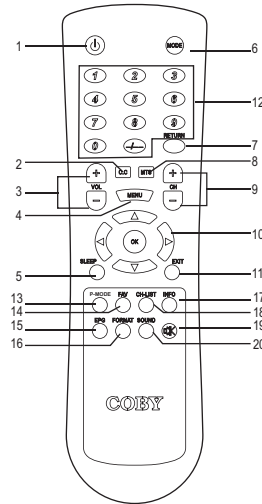 1
MODE
6
1 2 3
4 5 6
12
7 8 9
RETURN
0 -/--
7
2
C.C MTS
8
3
+ +
VOL CH
9
- -
MENU
4
10
OK
SLEEP EXIT
5
11
P-MODE FAV CH-LIST INFO
13
17
14
18
EPG FORMAT SOUND
15
19
16
20
COBY